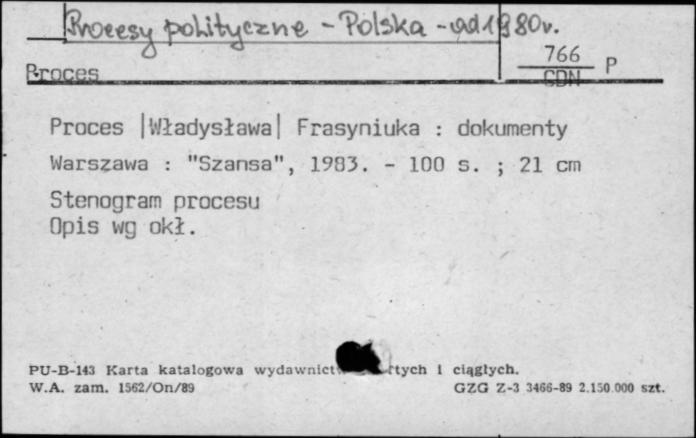 Procesy polityczne - Polska - od 1980r.
766 P
Proces CDN
Proces |Władysława| Frasyniuka : dokumenty
Warszawa : "Szansa", 1983. - 100 s. ; 21 cm
Stenogram procesu
Opis wg okł.
PU-B-143 Karta katalogowa i ciągłych.
W.A. zam. 1562/On/89 GZG Z-3 3466-89 2.150.000 szt.